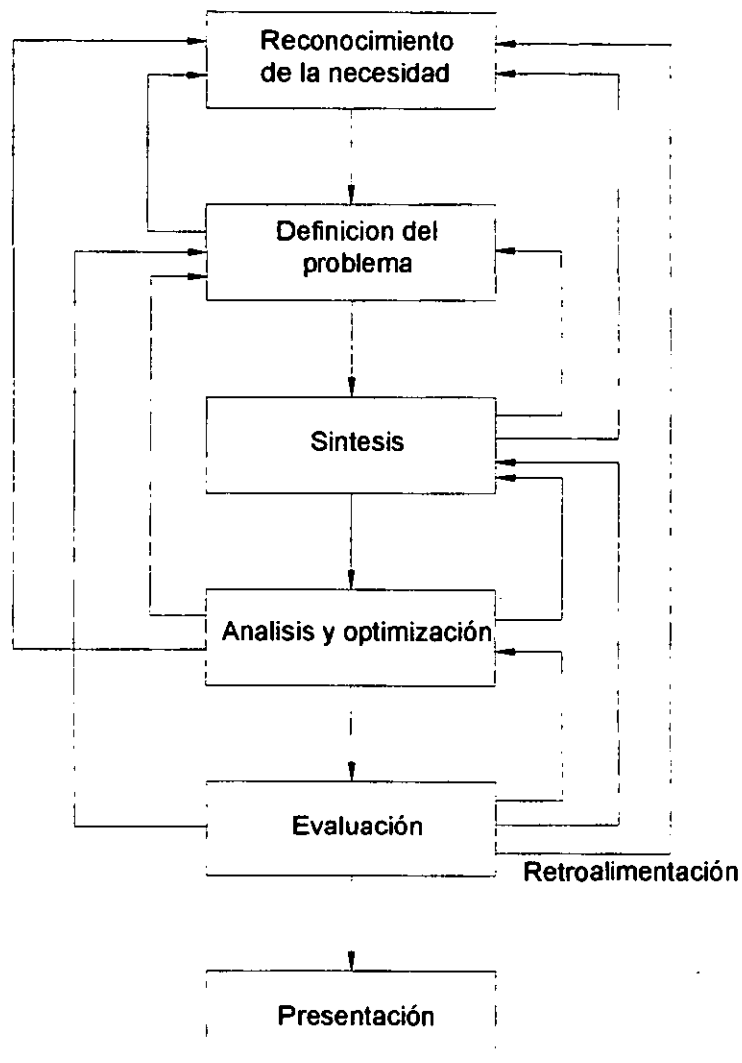 Reconocimiento
de la necesidad
Definicion del
problema
Sintesis
Analisis y optimización
Evaluación
Retroalimentación
Presentación